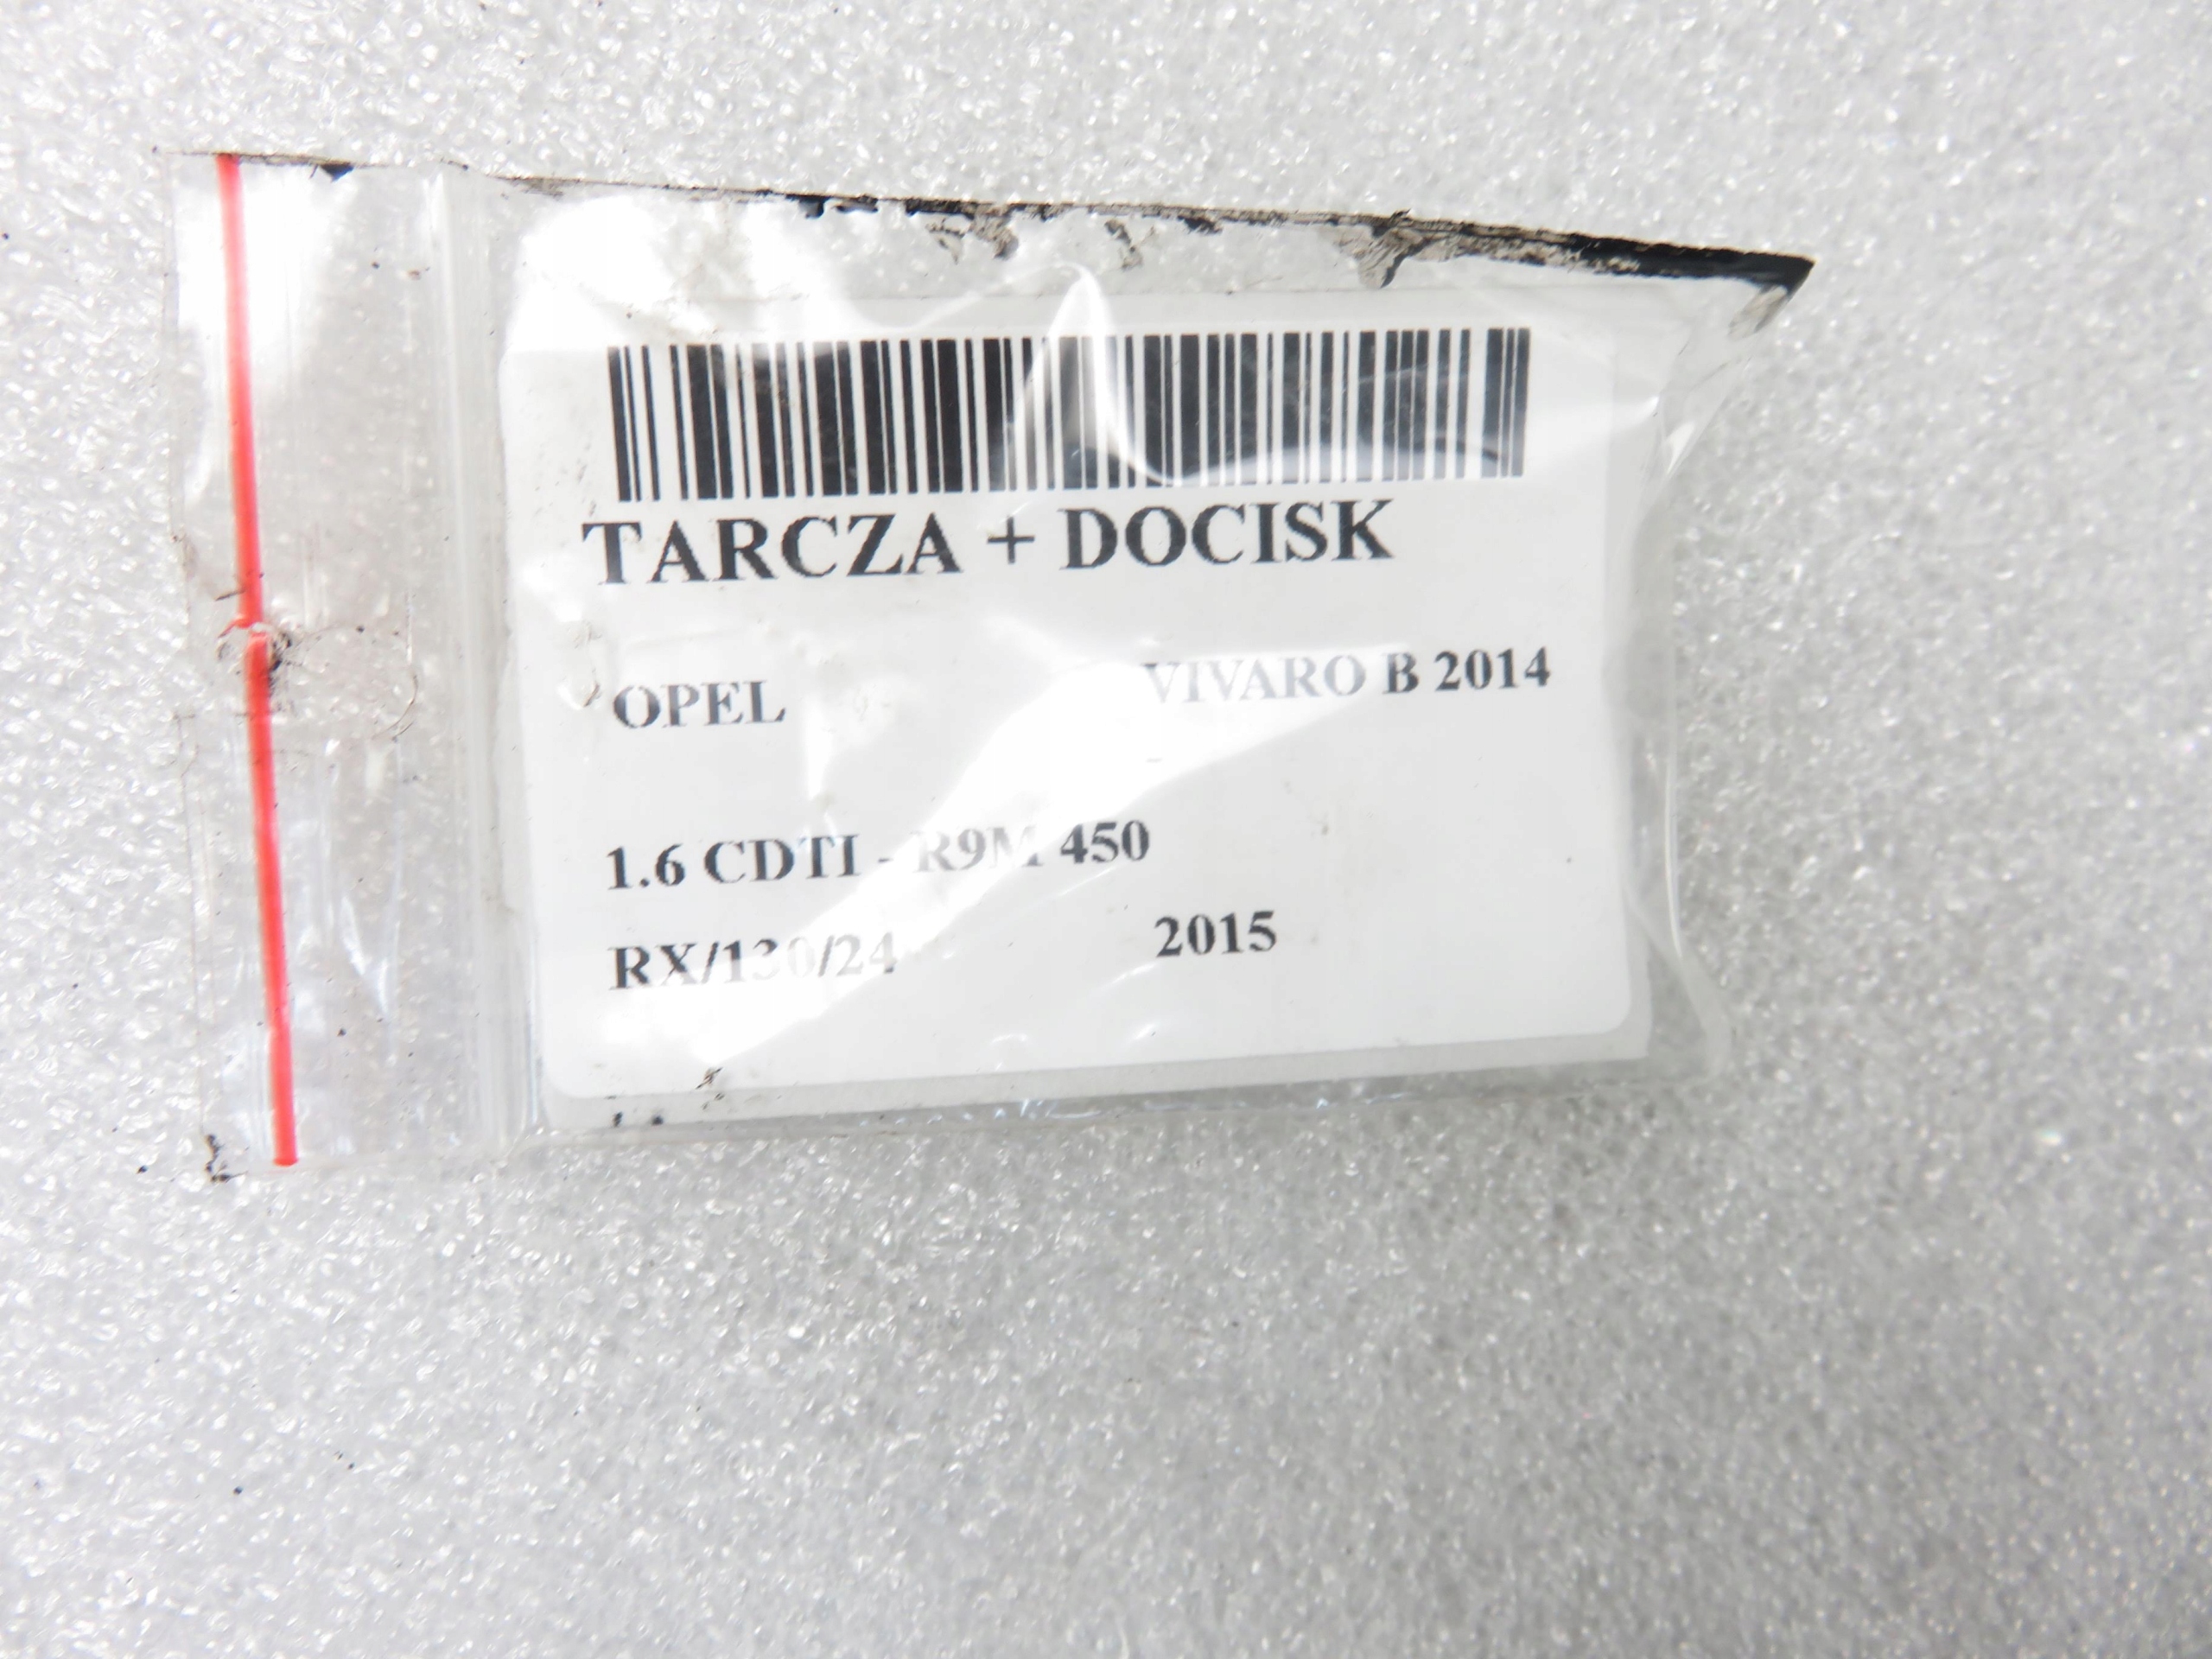 TARCZA + DOCISK
OPEL VIVARO B 2014
-
1.6 CDTI - R9M 450
RX/130/24 2015